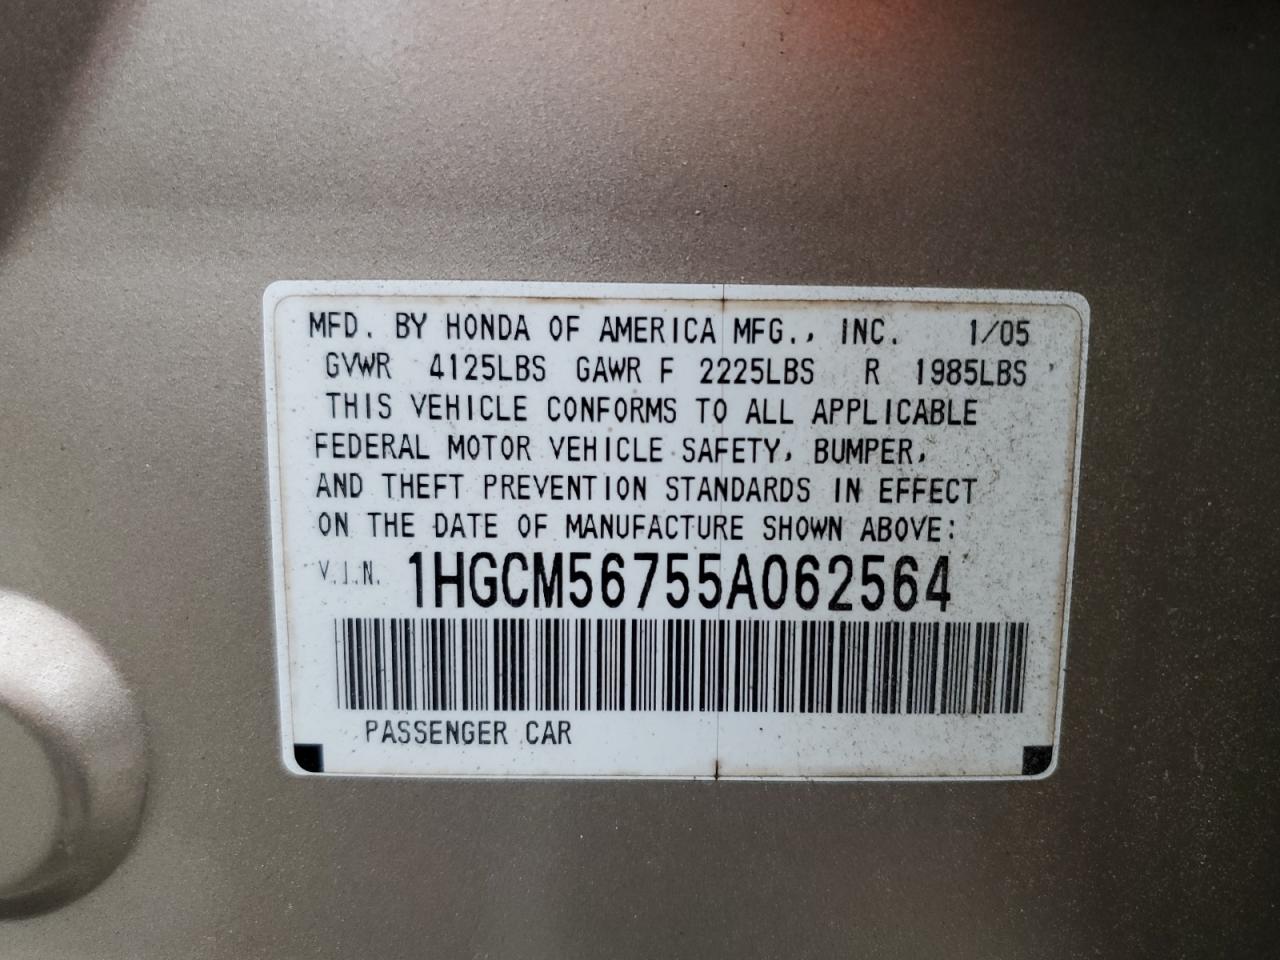 MFD. BY HONDA OF AMERICA MFG., INC. 1/05
GVWR 4125LBS GAWR F 2225LBS R 1985LBS
THIS VEHICLE CONFORMS TO ALL APPLICABLE
FEDERAL MOTOR VEHICLE SAFETY, BUMPER,
AND THEFT PREVENTION STANDARDS IN EFFECT
ON THE DATE OF MANUFACTURE SHOWN ABOVE:
V.I.N. 1HGCM56755A062564
PASSENGER CAR